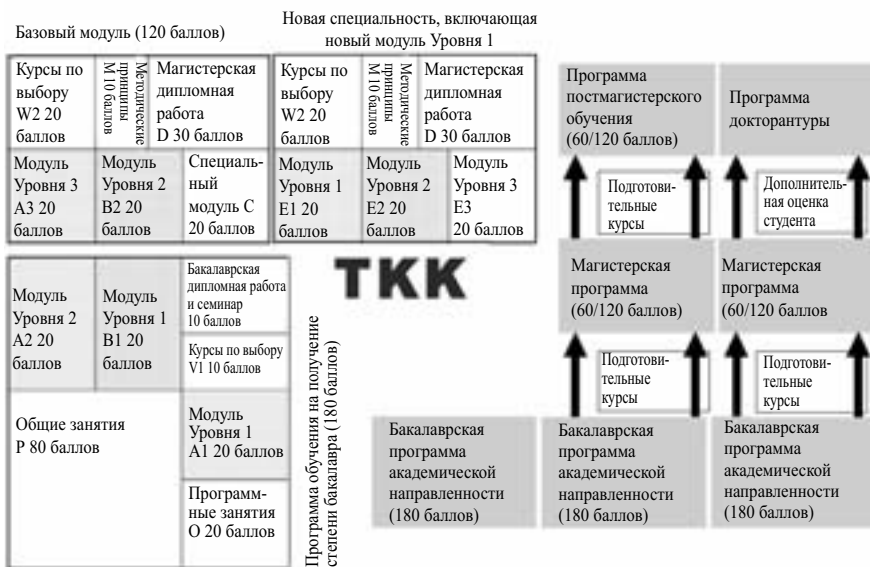 Базовый модуль (120 баллов)
Новая специальность, включающая
новый модуль Уровня 1
Курсы по
выбору
W2 20
баллов
Методические
принципы
M 10 баллов
Магистерская
дипломная
работа
D 30 баллов
Курсы по
выбору
W2 20
баллов
Методические
принципы
M 10 баллов
Магистерская
дипломная
работа
D 30 баллов
Модуль
Уровня 3
A3 20
баллов
Модуль
Уровня 2
B2 20
баллов
Специаль-
ный
модуль C
20 баллов
Модуль
Уровня 1
E1 20
баллов
Модуль
Уровня 2
E2 20
баллов
Модуль
Уровня 3
E3
20 баллов
Модуль
Уровня 2
A2 20
баллов
Модуль
Уровня 1
B1 20
баллов
Бакалаврская
дипломная работа
и семинар
10 баллов
Курсы по выбору
V1 10 баллов
Общие занятия
P 80 баллов
Модуль
Уровня 1
A1 20 баллов
Программ-
ные занятия
O 20 баллов
Программа обучения на получение
степени бакалавра (180 баллов)
ТКК
Программа
постмагистерского
обучения
(60/120 баллов)
Программа
докторантуры
Подготови-
тельные
курсы
Дополнитель-
ная оценка
студента
Магистерская
программа
(60/120 баллов)
Магистерская
программа
(60/120 баллов
Подготови-
тельные
курсы
Подготови-
тельные
курсы
Бакалаврская
программа
академической
направленности
(180 баллов)
Бакалаврская
программа
академической
направленности
(180 баллов)
Бакалаврская
программа
академической
направленности
(180 баллов)